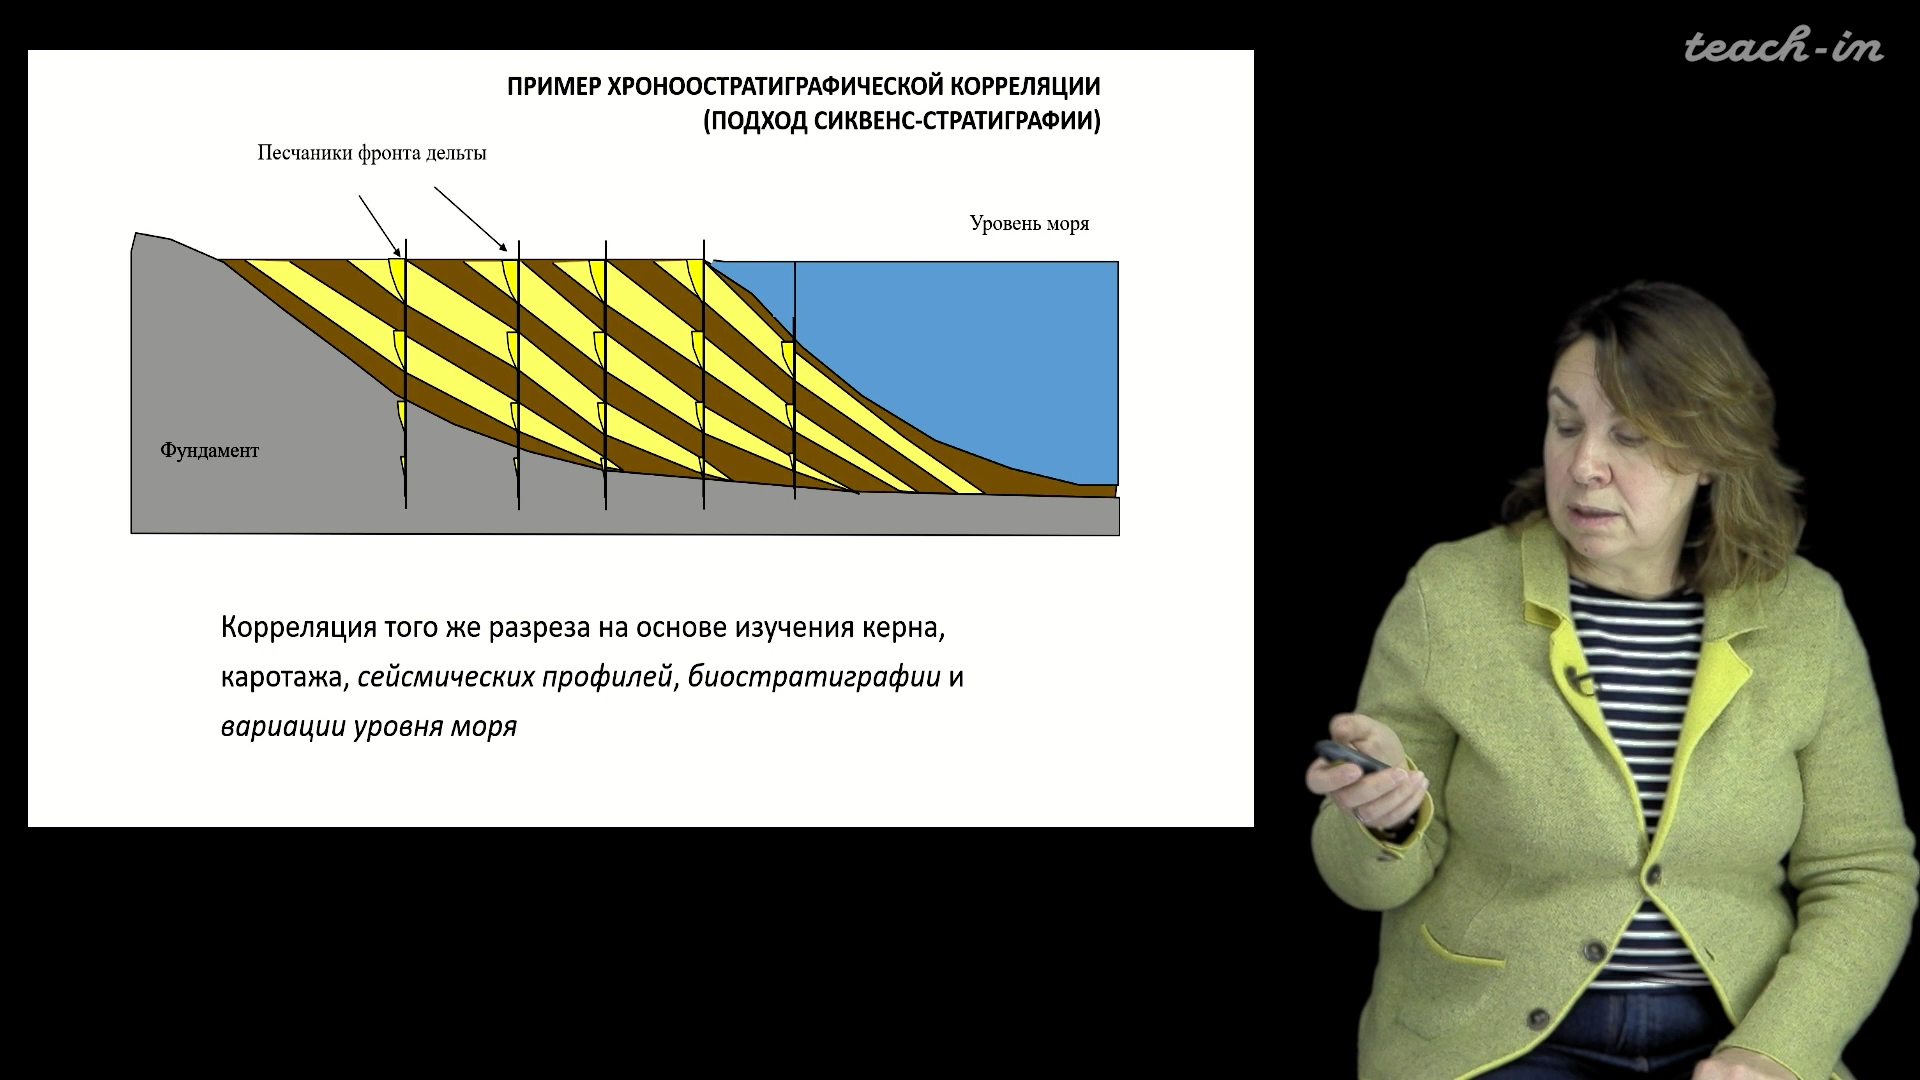 teach-in
ПРИМЕР ХРОНООСТРАТИГРАФИЧЕСКОЙ КОРРЕЛЯЦИИ
(ПОДХОД СИКВЕНС-СТРАТИГРАФИИ)
Песчаники фронта дельты
Уровень моря
Фундамент
Корреляция того же разреза на основе изучения керна,
каротажа, сейсмических профилей, биостратиграфии и
вариации уровня моря